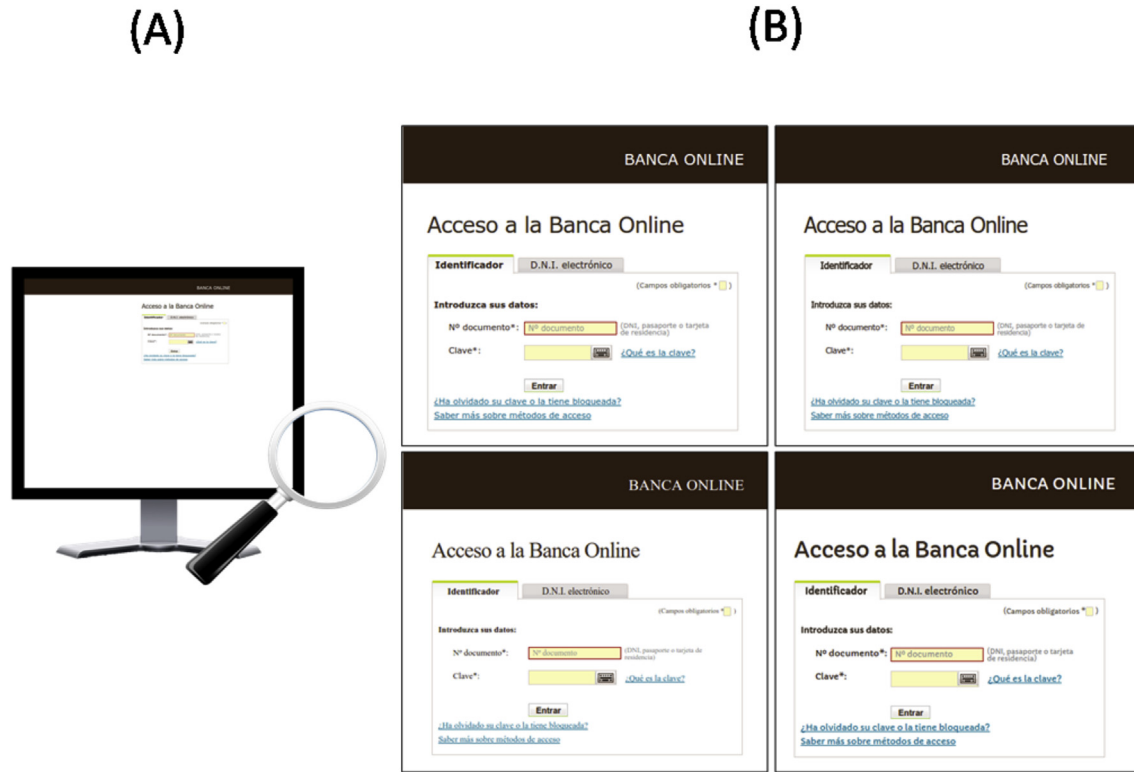 (A)
(B)
BANCA ONLINE
Acceso a la Banca Online
BANCA ONLINE
Acceso a la Banca Online
Identificador D.N.I. electrónico
(Campos obligatorios * )
Introduzca sus datos:
Nº documento*: Nº documento (DNI, pasaporte o tarjeta
de residencia)
Clave*: ¿Qué es la clave?
Entrar
¿Ha olvidado su clave o la tiene bloqueada?
Saber más sobre métodos de acceso
BANCA ONLINE
Acceso a la Banca Online
Identificador D.N.I. electrónico
(Campos obligatorios * )
Introduzca sus datos:
Nº documento*: Nº documento (DNI, pasaporte o tarjeta de
residencia)
Clave*: ¿Qué es la clave?
Entrar
¿Ha olvidado su clave o la tiene bloqueada?
Saber más sobre métodos de acceso
BANCA ONLINE
Acceso a la Banca Online
Identificador D.N.I. electrónico
(Campos obligatorios * )
Introduzca sus datos:
Nº documento*: Nº documento (DNI, pasaporte o tarjeta de
residencia)
Clave*: ¿Qué es la clave?
Entrar
¿Ha olvidado su clave o la tiene bloqueada?
Saber más sobre métodos de acceso
BANCA ONLINE
Acceso a la Banca Online
Identificador D.N.I. electrónico
(Campos obligatorios * )
Introduzca sus datos:
Nº documento*: Nº documento (DNI, pasaporte o tarjeta
de residencia)
Clave*: ¿Qué es la clave?
Entrar
¿Ha olvidado su clave o la tiene bloqueada?
Saber más sobre métodos de acceso